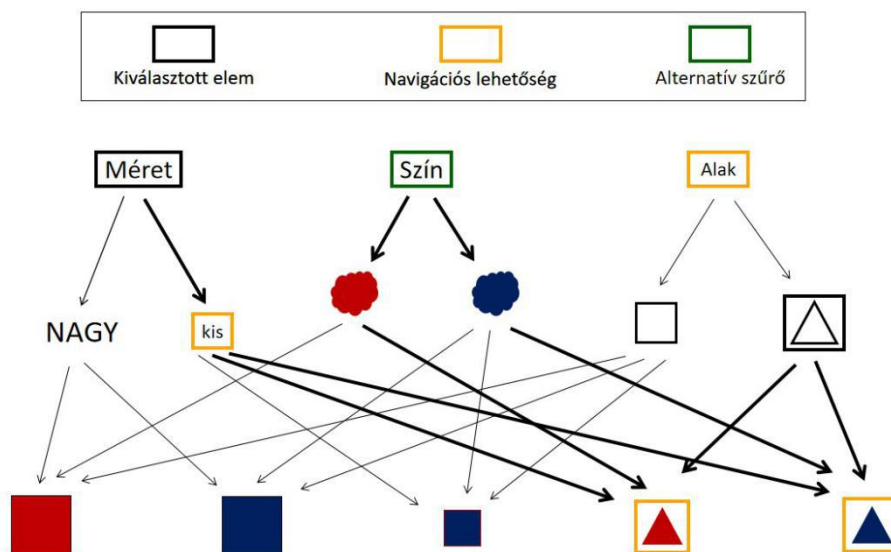 Kiválasztott elem
Navigációs lehetőség
Alternatív szűrő
Méret
Szín
Alak
NAGY
kis